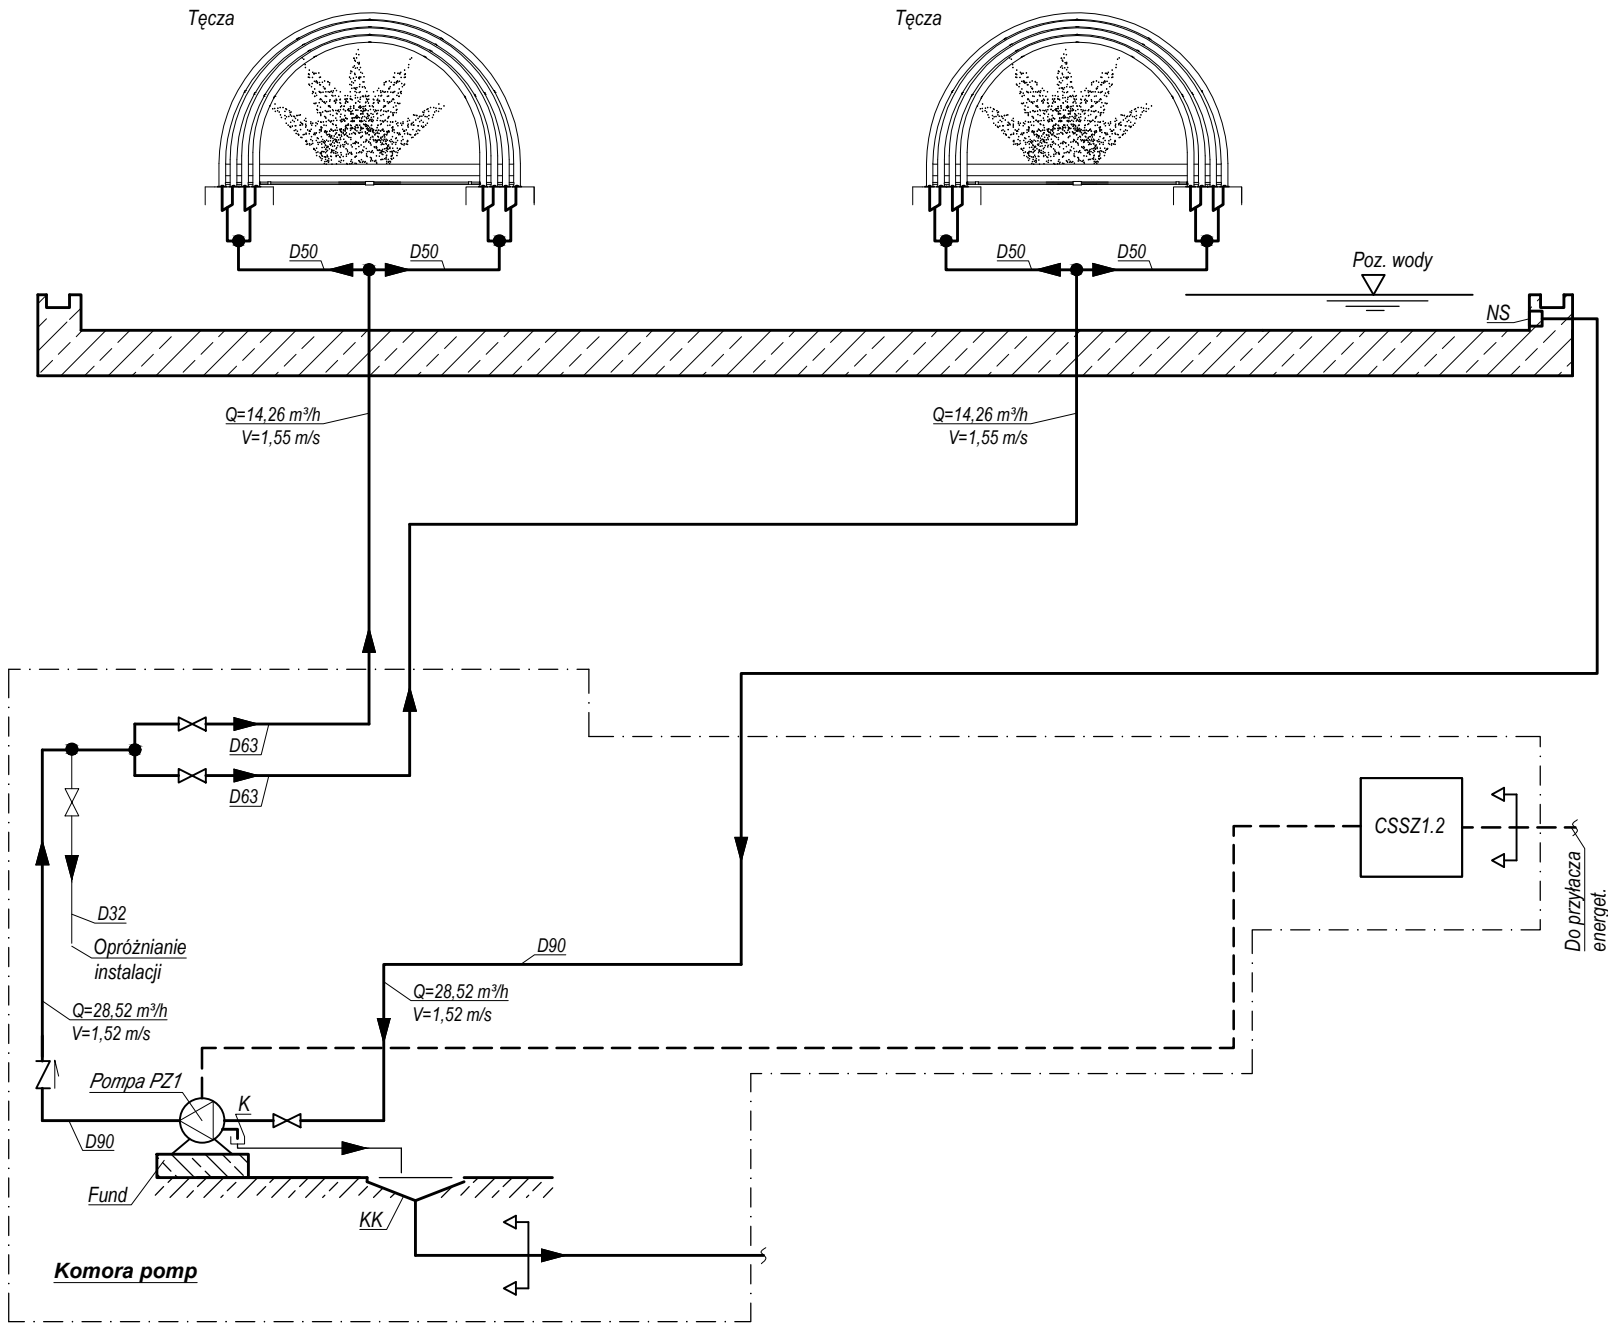 Tęcza
Tęcza
D50
D50
D50
D50
Poz. wody
NS
Q=14,26 m³/h
V=1,55 m/s
Q=14,26 m³/h
V=1,55 m/s
D63
D63
CSSZ1.2
Do przyłacza
energet.
D32
Opróżnianie
instalacji
D90
Q=28,52 m³/h
V=1,52 m/s
Q=28,52 m³/h
V=1,52 m/s
Pompa PZ1
K
D90
Fund
KK
Komora pomp